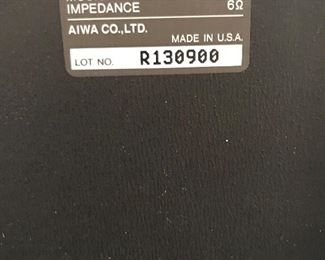 IMPEDANCE 6Ω
AIWA CO.,LTD.
MADE IN U.S.A.
LOT NO. R130900